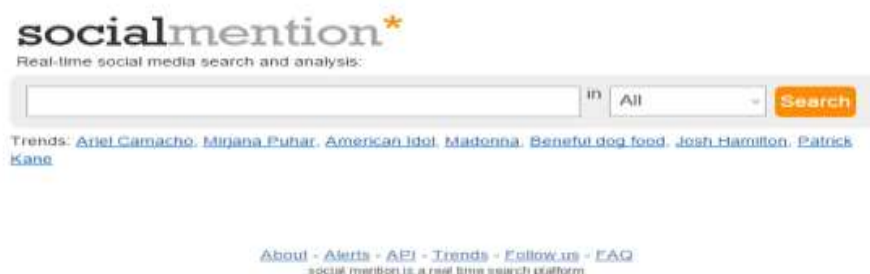 socialmention*
Real-time social media search and analysis:
in All Search
Trends: Ariel Camacho, Mirjana Puhar, American Idol, Madonna, Beneful dog food, Josh Hamilton, Patrick
Kane
About - Alerts - API - Trends - Follow us - FAQ
social mention is a real time search platform